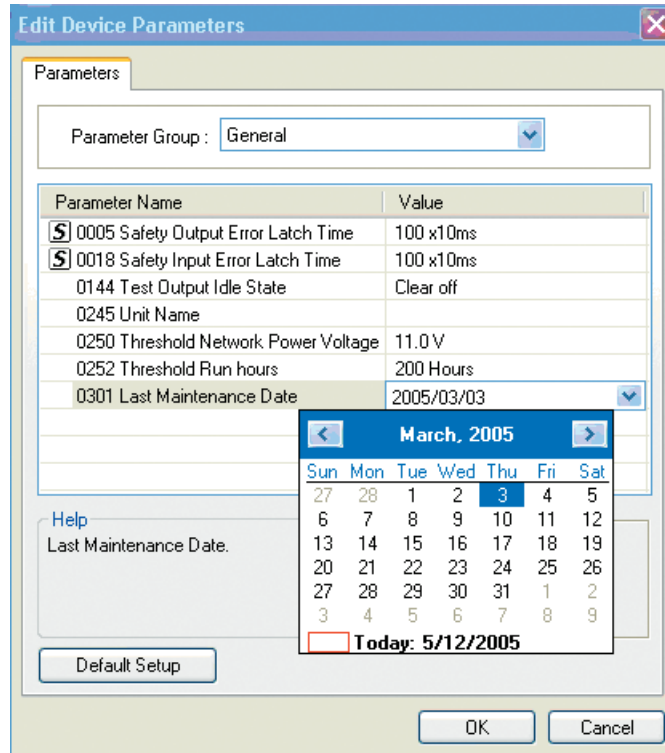 Edit Device Parameters
Parameters
Parameter Group : General
Parameter Name Value
S 0005 Safety Output Error Latch Time 100 x10ms
S 0018 Safety Input Error Latch Time 100 x10ms
0144 Test Output Idle State Clear off
0245 Unit Name
0250 Threshold Network Power Voltage 11.0 V
0252 Threshold Run hours 200 Hours
0301 Last Maintenance Date 2005/03/03
March, 2005
Sun Mon Tue Wed Thu Fri Sat
27 28 1 2 3 4 5
6 7 8 9 10 11 12
13 14 15 16 17 18 19
20 21 22 23 24 25 26
27 28 29 30 31 1 2
3 4 5 6 7 8 9
Today: 5/12/2005
Help
Last Maintenance Date.
Default Setup
OK Cancel